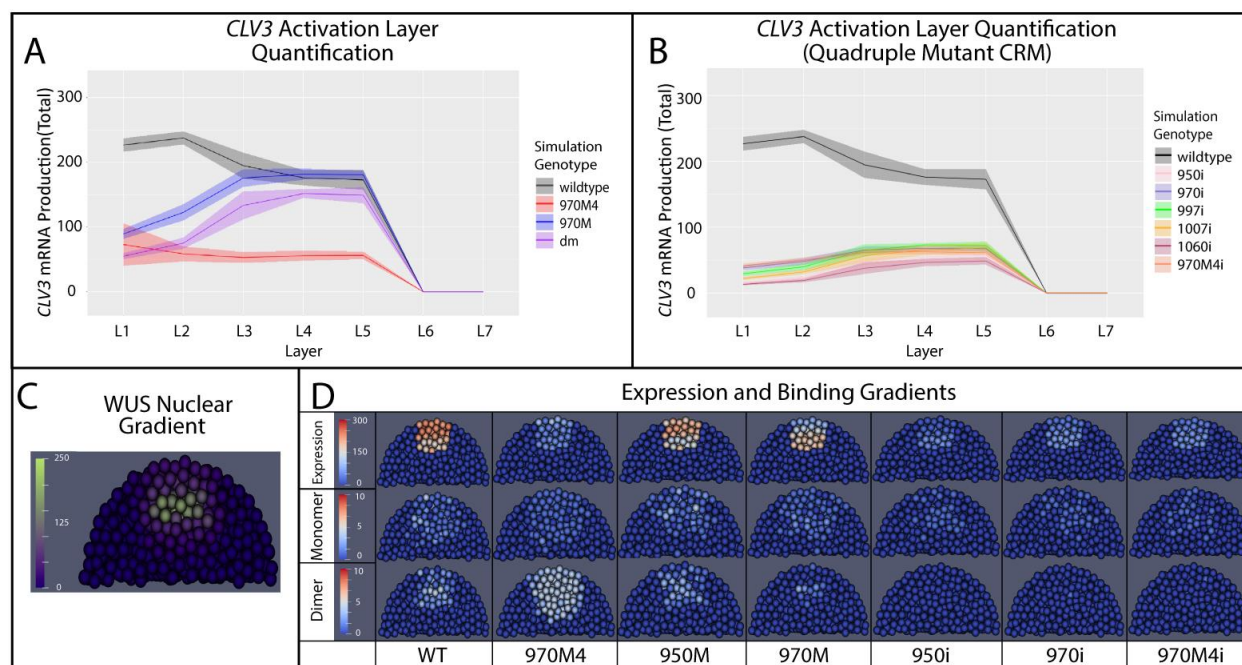 A
CLV3 Activation Layer
Quantification
CLV3 mRNA Production(Total)
300
200
100
0
L1 L2 L3 L4 L5 L6 L7
Layer
Simulation
Genotype
wildtype
970M4
970M
dm
B
CLV3 Activation Layer Quantification
(Quadruple Mutant CRM)
CLV3 mRNA Production (Total)
300
200
100
0
L1 L2 L3 L4 L5 L6 L7
Layer
Simulation
Genotype
wildtype
950i
970i
997i
1007i
1060i
970M4i
C
WUS Nuclear
Gradient
250
125
0
D
Expression and Binding Gradients
Expression
300
150
0
Monomer
10
5
0
Dimer
10
5
0
WT 970M4 950M 970M 950i 970i 970M4i